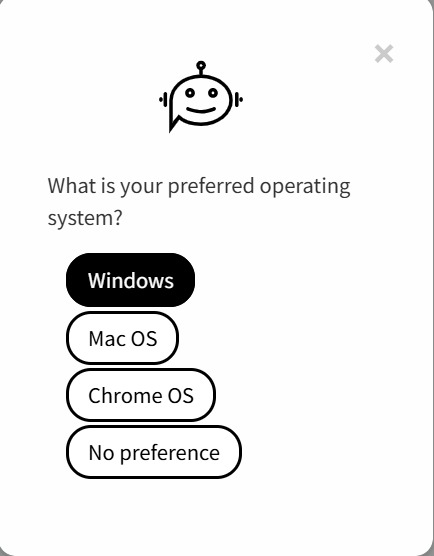 What is your preferred operating
system?
Windows
Mac OS
Chrome OS
No preference